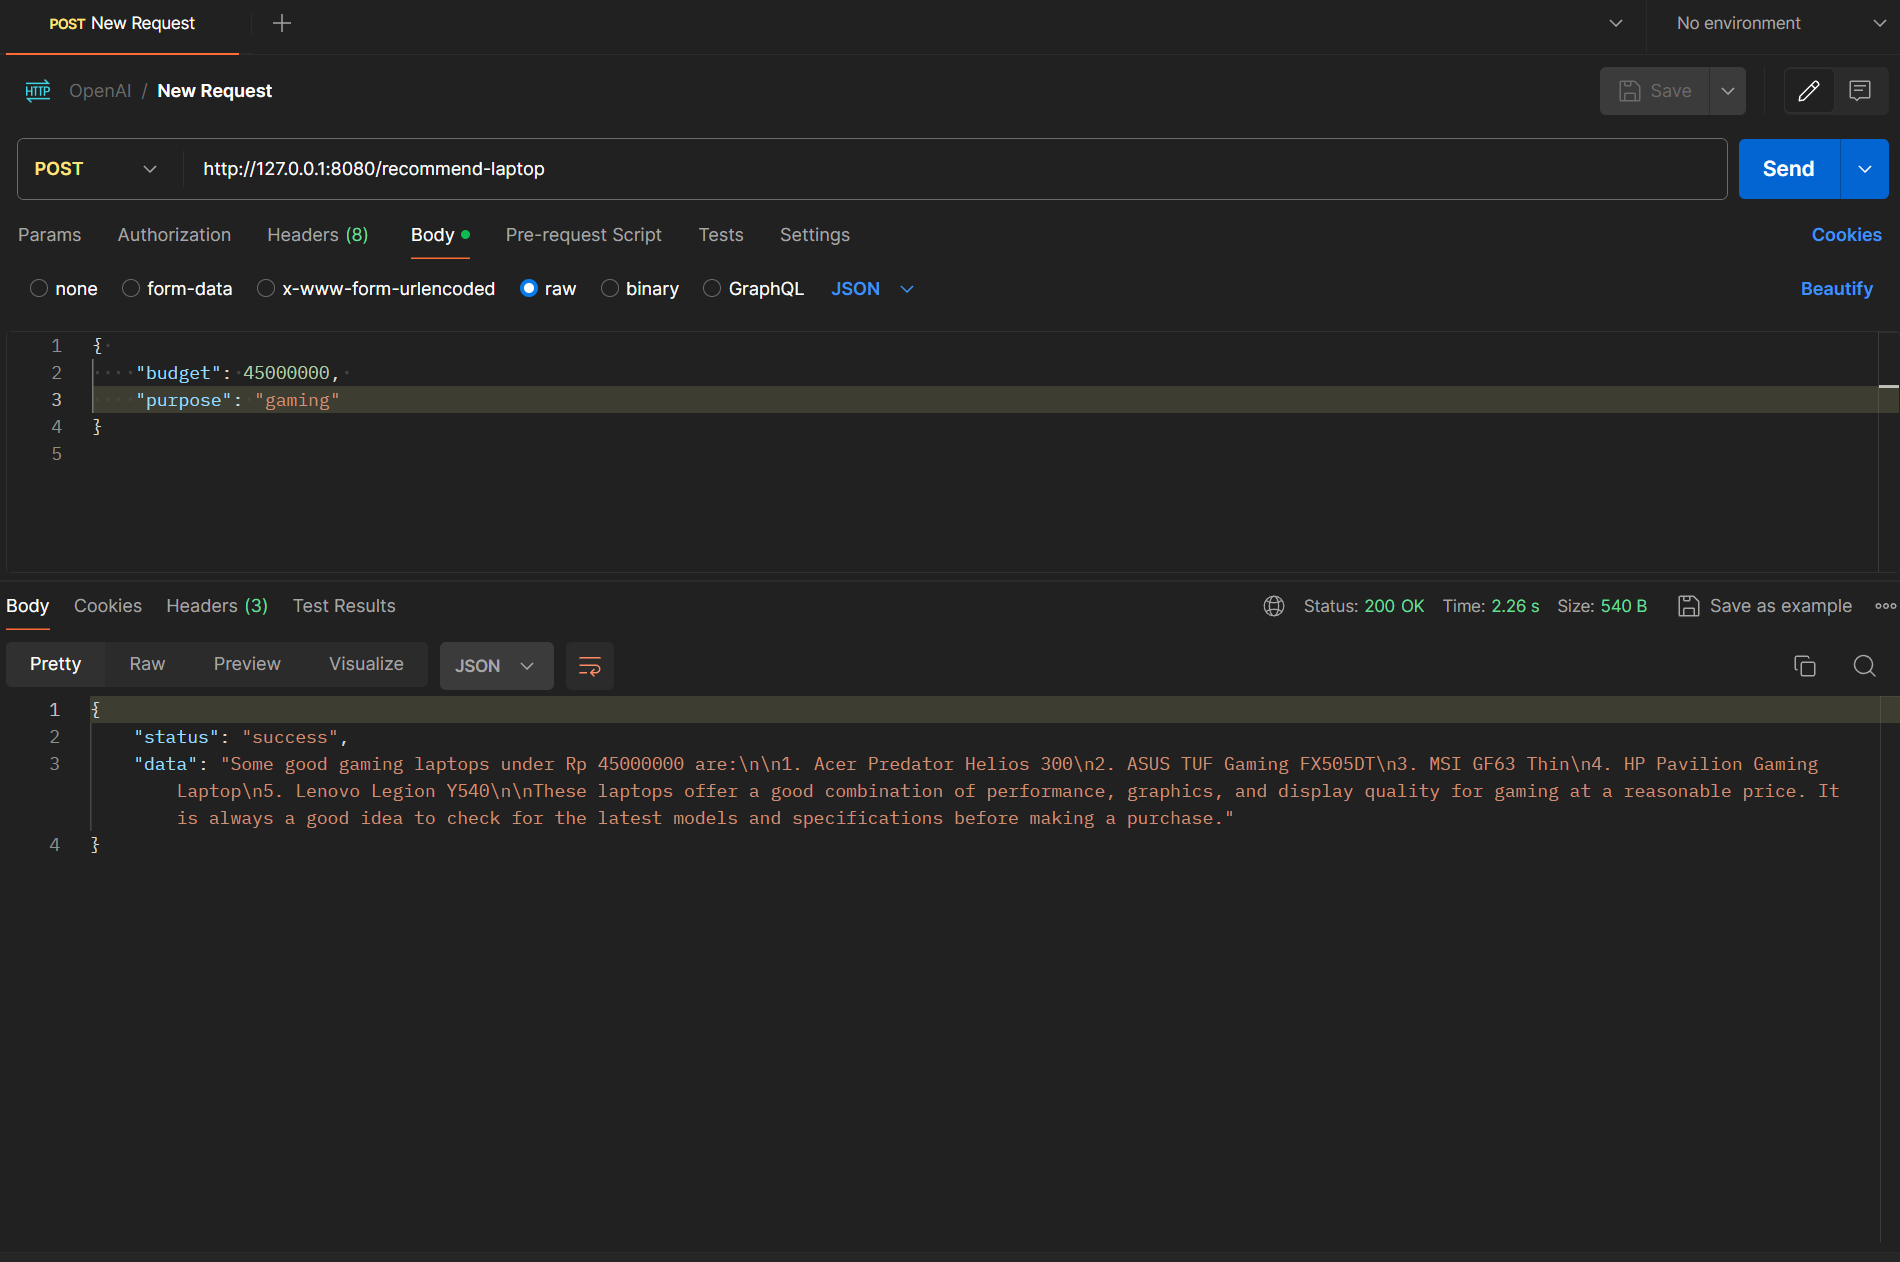 POST New Request
No environment
HTTP OpenAI / New Request
Save
POST http://127.0.0.1:8080/recommend-laptop
Send
Params Authorization Headers (8) Body Pre-request Script Tests Settings Cookies
none form-data x-www-form-urlencoded raw binary GraphQL JSON Beautify
1 {
2 "budget": 45000000,
3 "purpose": "gaming"
4 }
5
Body Cookies Headers (3) Test Results Status: 200 OK Time: 2.26 s Size: 540 B Save as example
Pretty Raw Preview Visualize JSON
1 {
2 "status": "success",
3 "data": "Some good gaming laptops under Rp 45000000 are:\n\n1. Acer Predator Helios 300\n2. ASUS TUF Gaming FX505DT\n3. MSI GF63 Thin\n4. HP Pavilion Gaming
Laptop\n5. Lenovo Legion Y540\n\nThese laptops offer a good combination of performance, graphics, and display quality for gaming at a reasonable price. It
is always a good idea to check for the latest models and specifications before making a purchase."
4 }